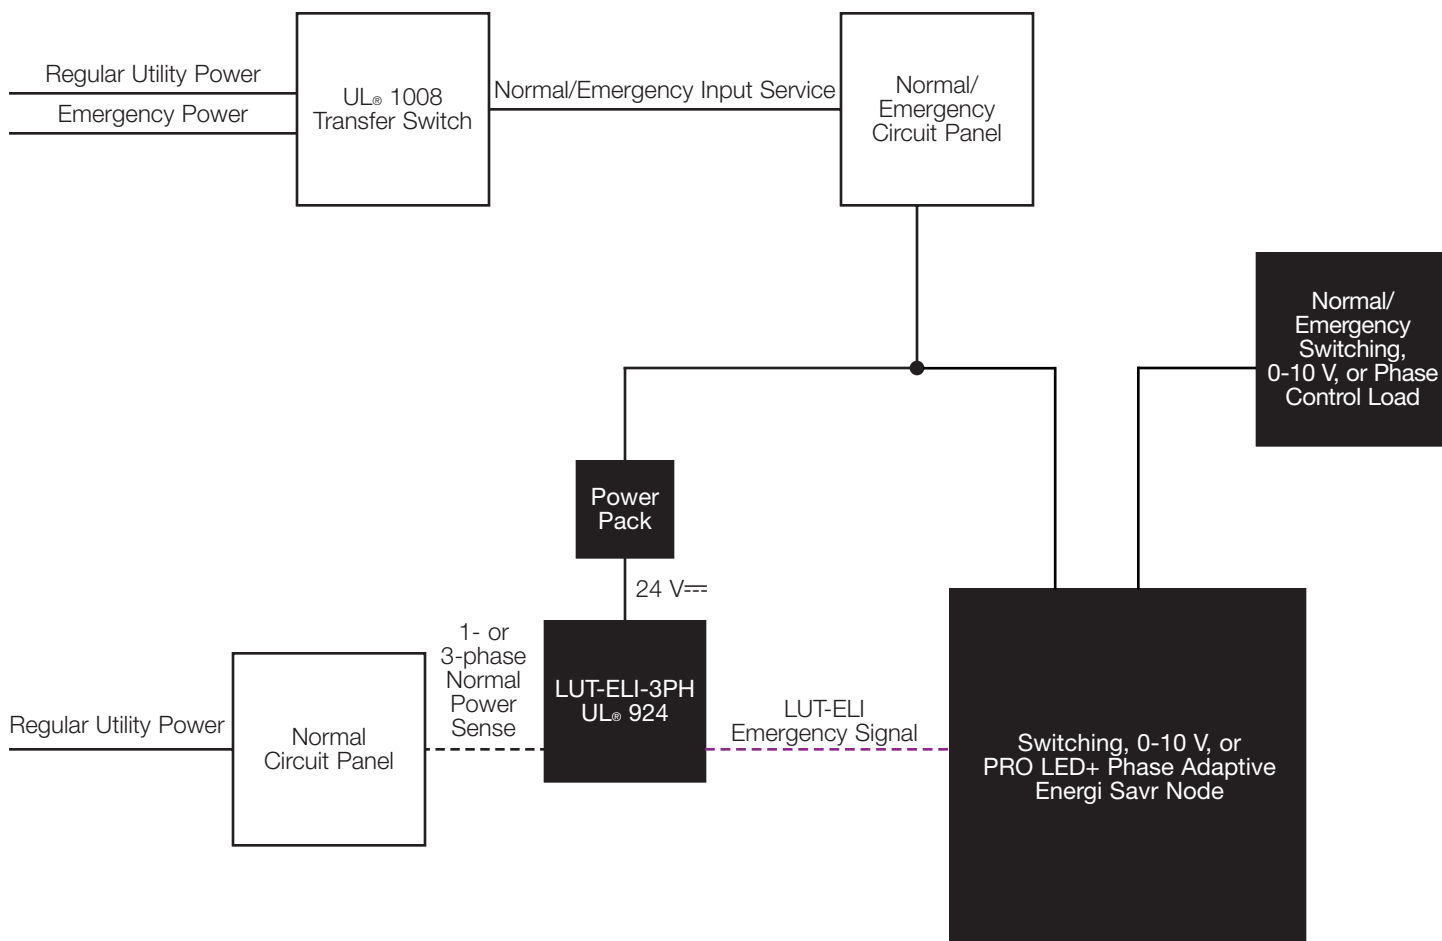 Regular Utility Power
Emergency Power
UL® 1008
Transfer Switch
Normal/Emergency Input Service
Normal/
Emergency
Circuit Panel
Normal/
Emergency
Switching,
0-10 V, or Phase
Control Load
Power
Pack
24 V⎓
1- or
3-phase
Normal
Power
Sense
LUT-ELI-3PH
UL® 924
LUT-ELI
Emergency Signal
Regular Utility Power
Normal
Circuit Panel
Switching, 0-10 V, or
PRO LED+ Phase Adaptive
Energi Savr Node